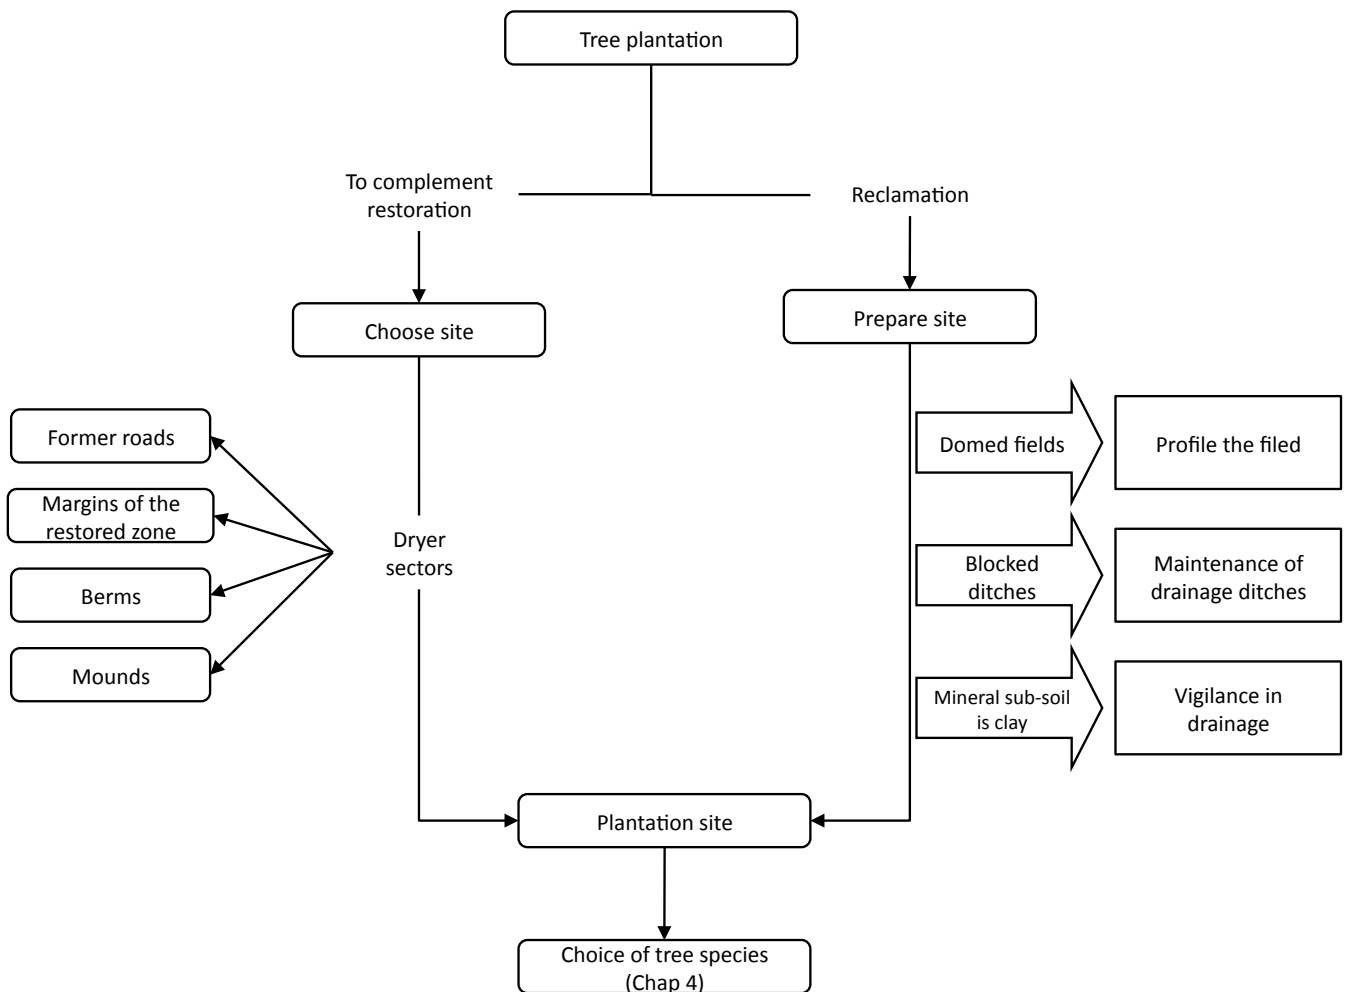 Tree plantation
To complement
restoration
Reclamation
Choose site
Prepare site
Former roads
Margins of the
restored zone
Berms
Mounds
Dryer
sectors
Domed fields
Profile the filed
Blocked
ditches
Maintenance of
drainage ditches
Mineral sub-soil
is clay
Vigilance in
drainage
Plantation site
Choice of tree species
(Chap 4)